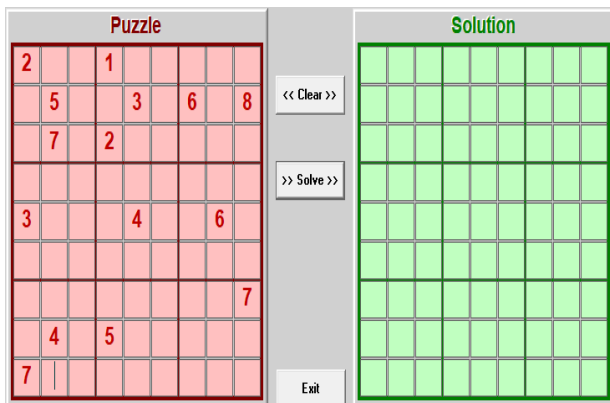 Puzzle
Solution
2 1
5 3 6 8
<< Clear >>
7 2
>> Solve >>
3 4 6
7
4 5
7
Exit